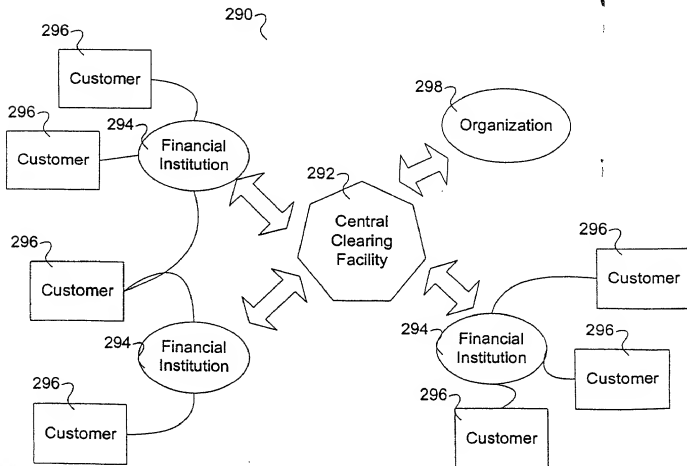 290
296
Customer
298
Organization
296
294
Financial
Institution
Customer
292
Central
Clearing
Facility
296
Customer
296
Customer
294
Financial
Institution
294
Financial
Institution
296
Customer
296
Customer
296
Customer